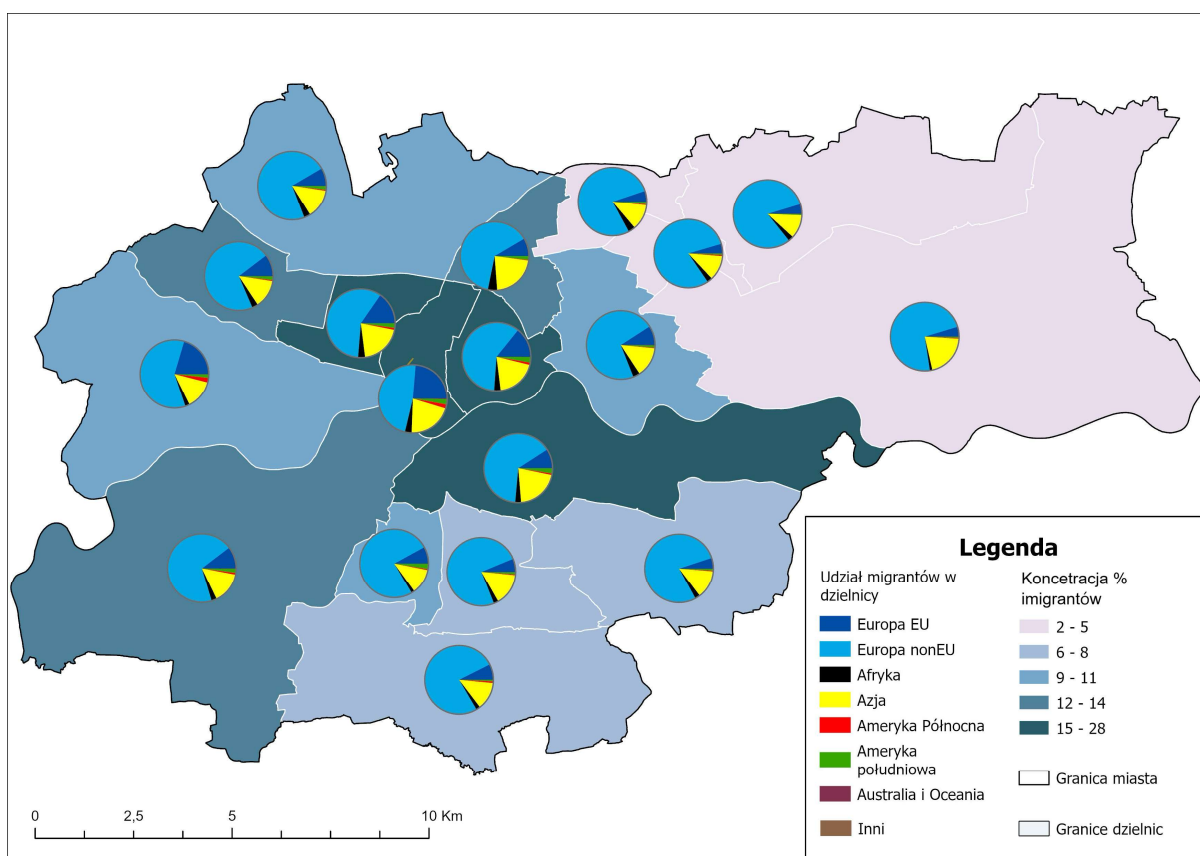 Legenda
Udział migrantów w
dzielnicy
Europa EU
Europa nonEU
Afryka
Azja
Ameryka Północna
Ameryka
południowa
Australia i Oceania
Inni
Koncetracja %
imigrantów
2 - 5
6 - 8
9 - 11
12 - 14
15 - 28
Granica miasta
Granice dzielnic
0 2,5 5 10 Km